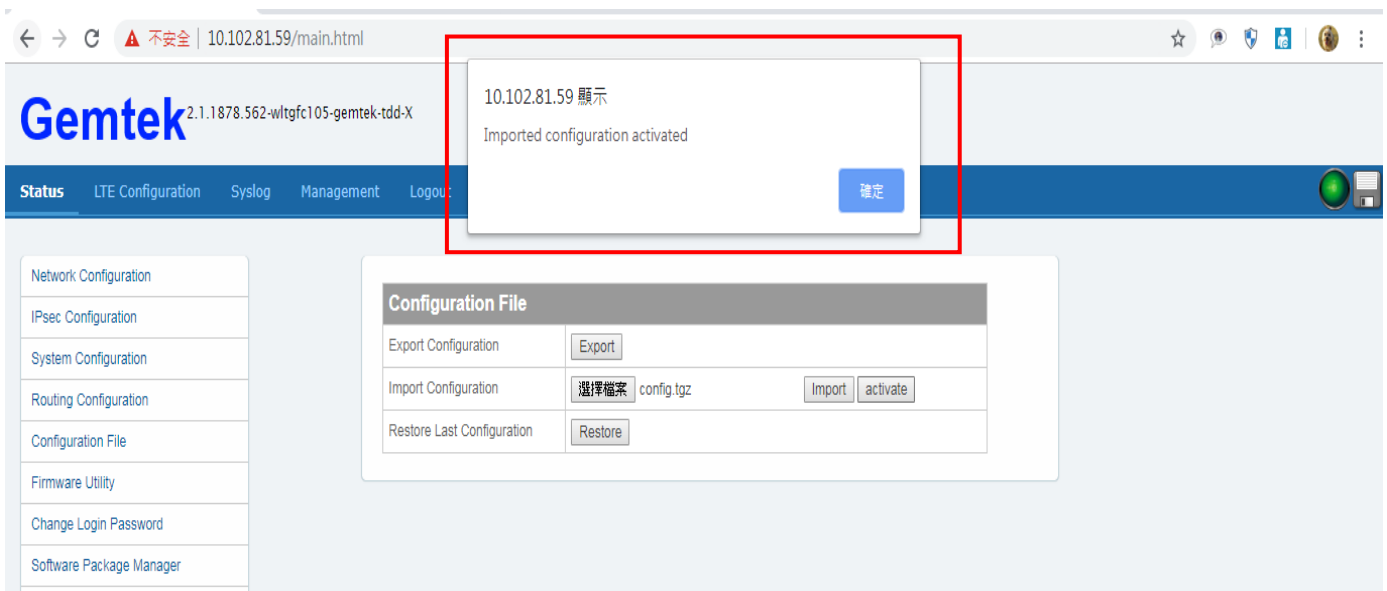 不安全 | 10.102.81.59/main.html
10.102.81.59 顯示
Imported configuration activated
確定
Gemtek 2.1.1878.562-wltgfc105-gemtek-tdd-X
Status LTE Configuration Syslog Management Logout
Network Configuration
IPsec Configuration
System Configuration
Routing Configuration
Configuration File
Firmware Utility
Change Login Password
Software Package Manager
Configuration File
Export Configuration Export
Import Configuration 選擇檔案 config.tgz Import activate
Restore Last Configuration Restore